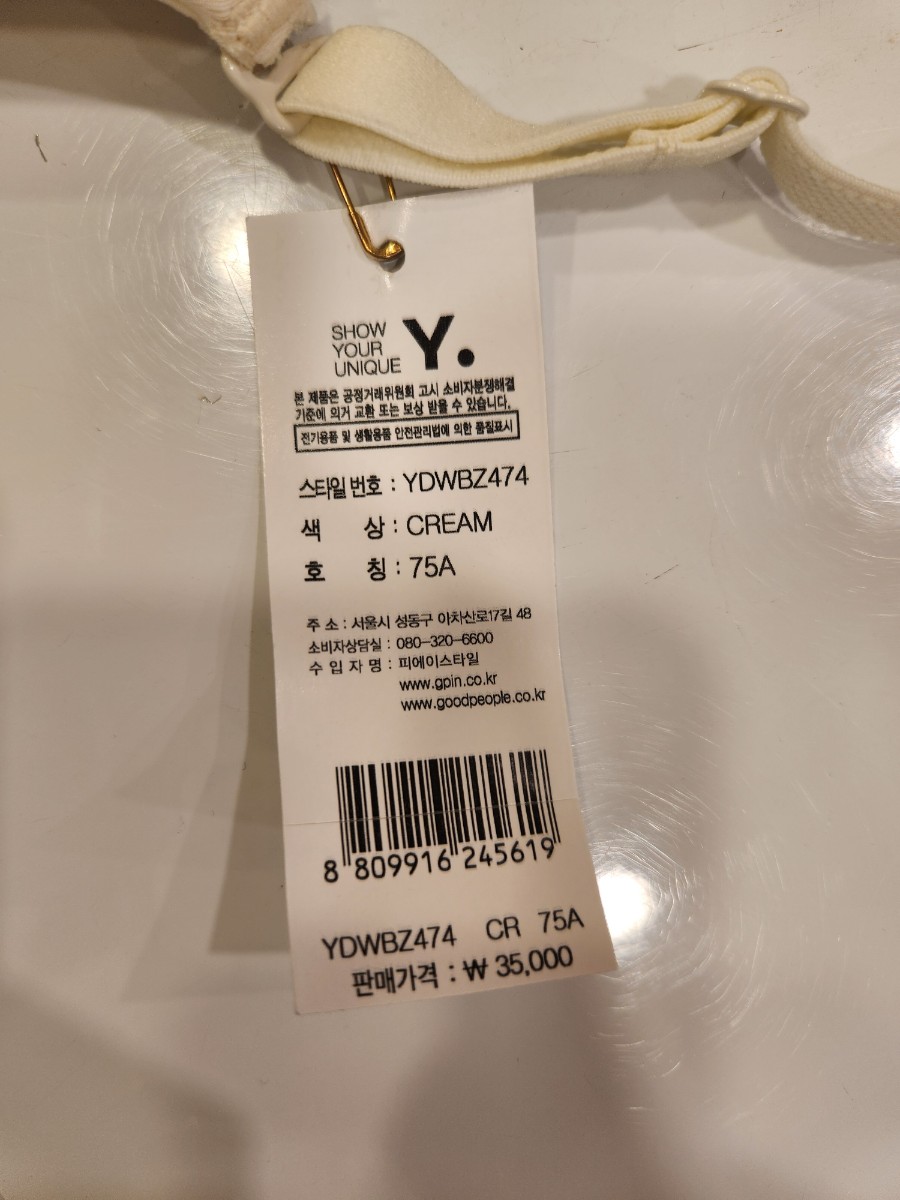 SHOW
YOUR
UNIQUE
Y.
본 제품은 공정거래위원회 고시 소비자분쟁해결
기준에 의거 교환 또는 보상 받을 수 있습니다.
전기용품 및 생활용품 안전관리법에 의한 품질표시
스타일 번호 : YDWBZ474
색 상 : CREAM
호 칭 : 75A
주 소 : 서울시 성동구 아차산로17길 48
소비자상담실 : 080-320-6600
수 입 자 명 : 피에이스타일
www.gpin.co.kr
www.goodpeople.co.kr
8 809916 245619
YDWBZ474 CR 75A
판매가격 : ₩ 35,000